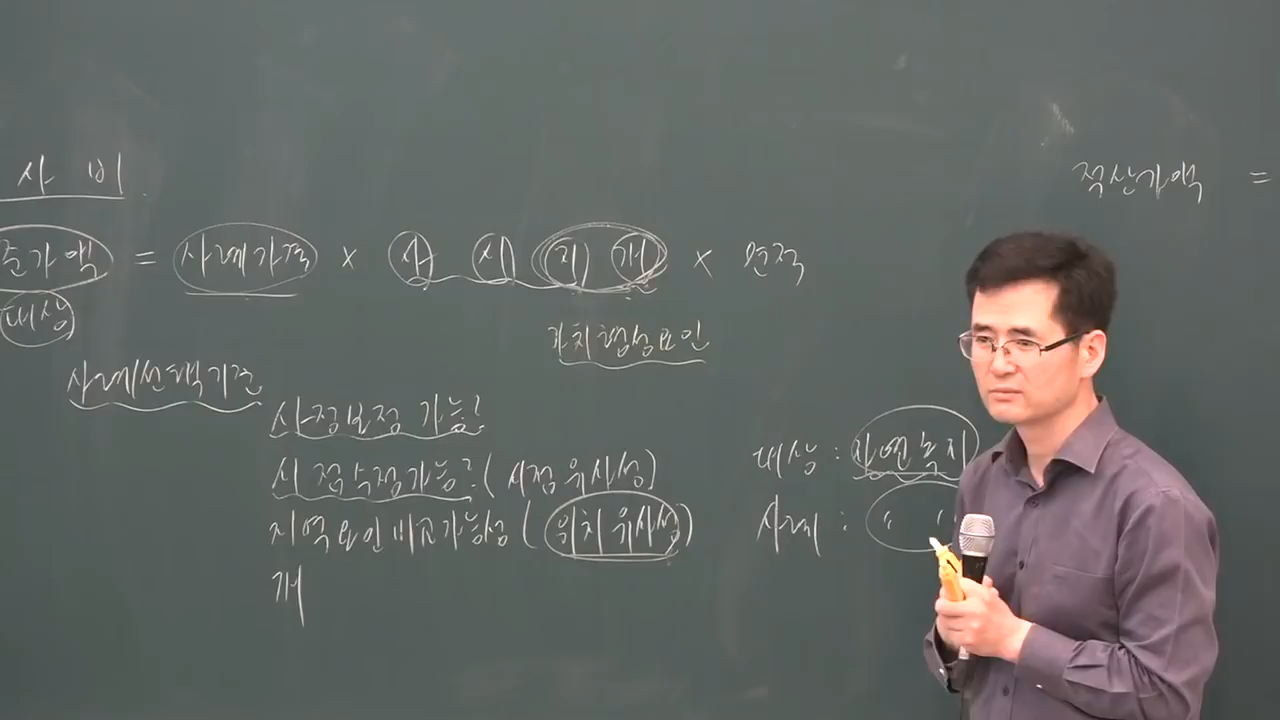 사 비
적산가액 =
준가액 = 사례가격 × 사 시 지 개 × 면적
대상
가치형성요인
사례선택기준
사정보정 가능?
시점수정가능? (시점 유사성)
대상 : 자연녹지
지역요인 비교가능성 (위치 유사성)
사례 : " "
개